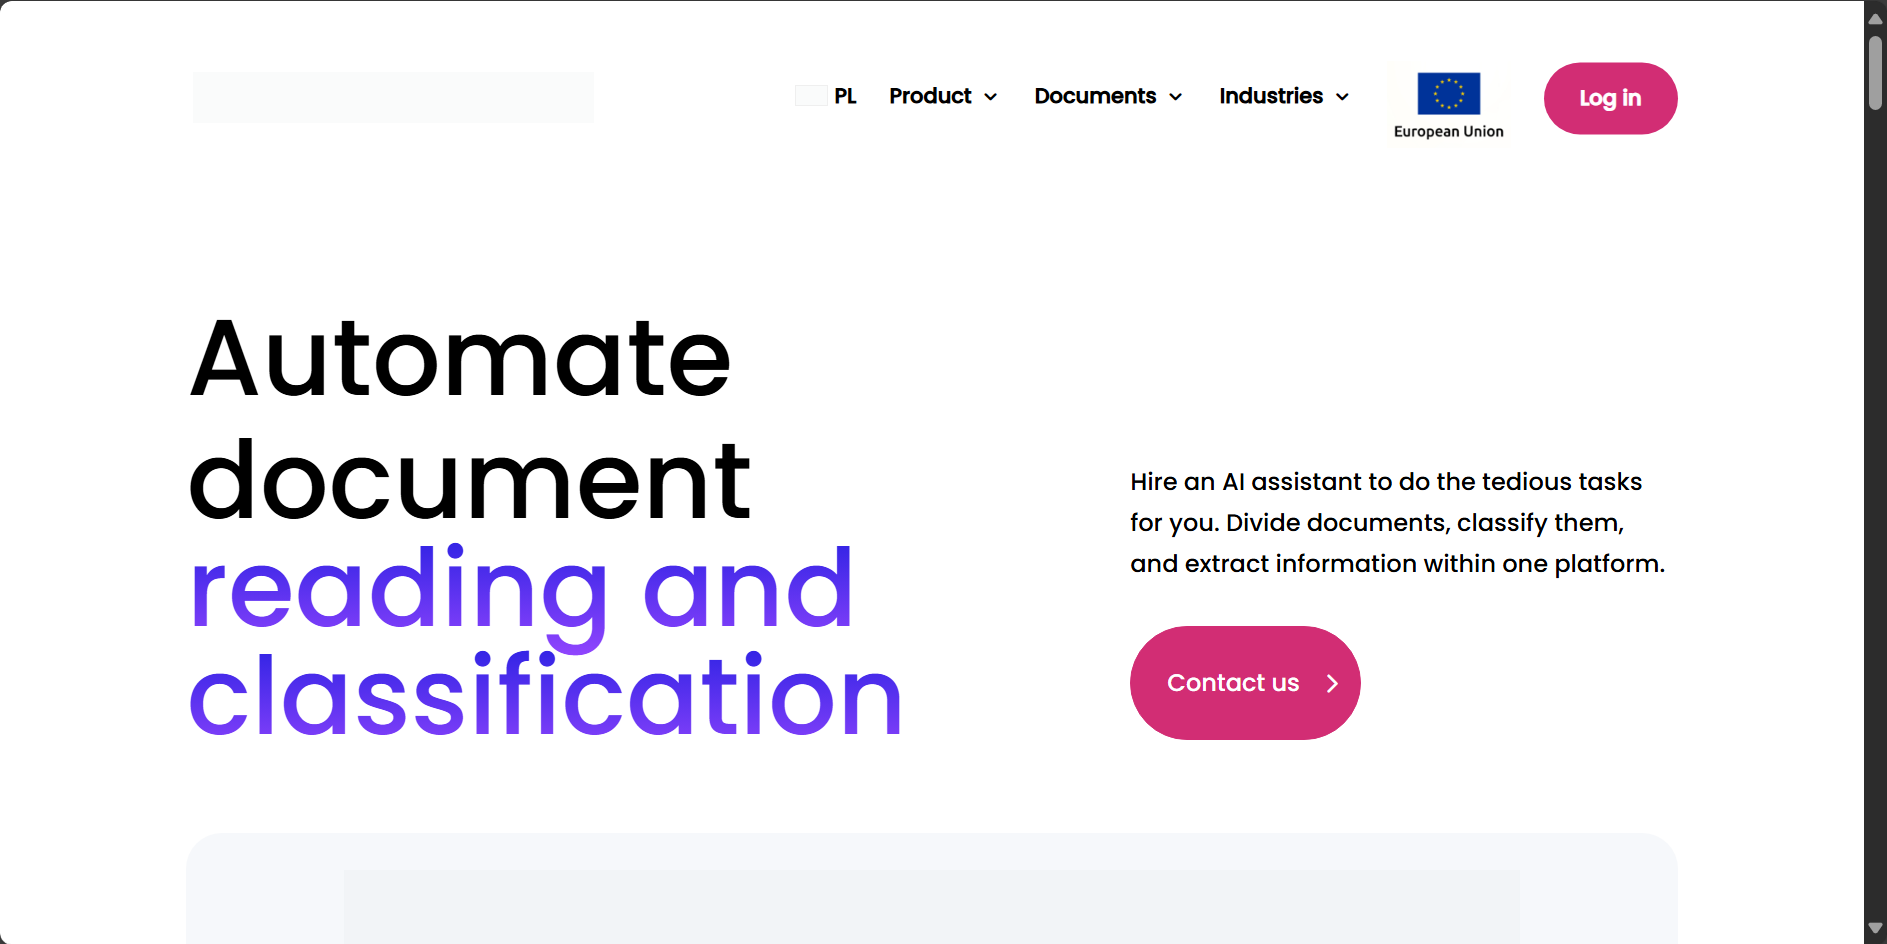 PL
Product
Documents
Industries
European Union
Log in
Automate
document
reading and
classification
Hire an AI assistant to do the tedious tasks
for you. Divide documents, classify them,
and extract information within one platform.
Contact us